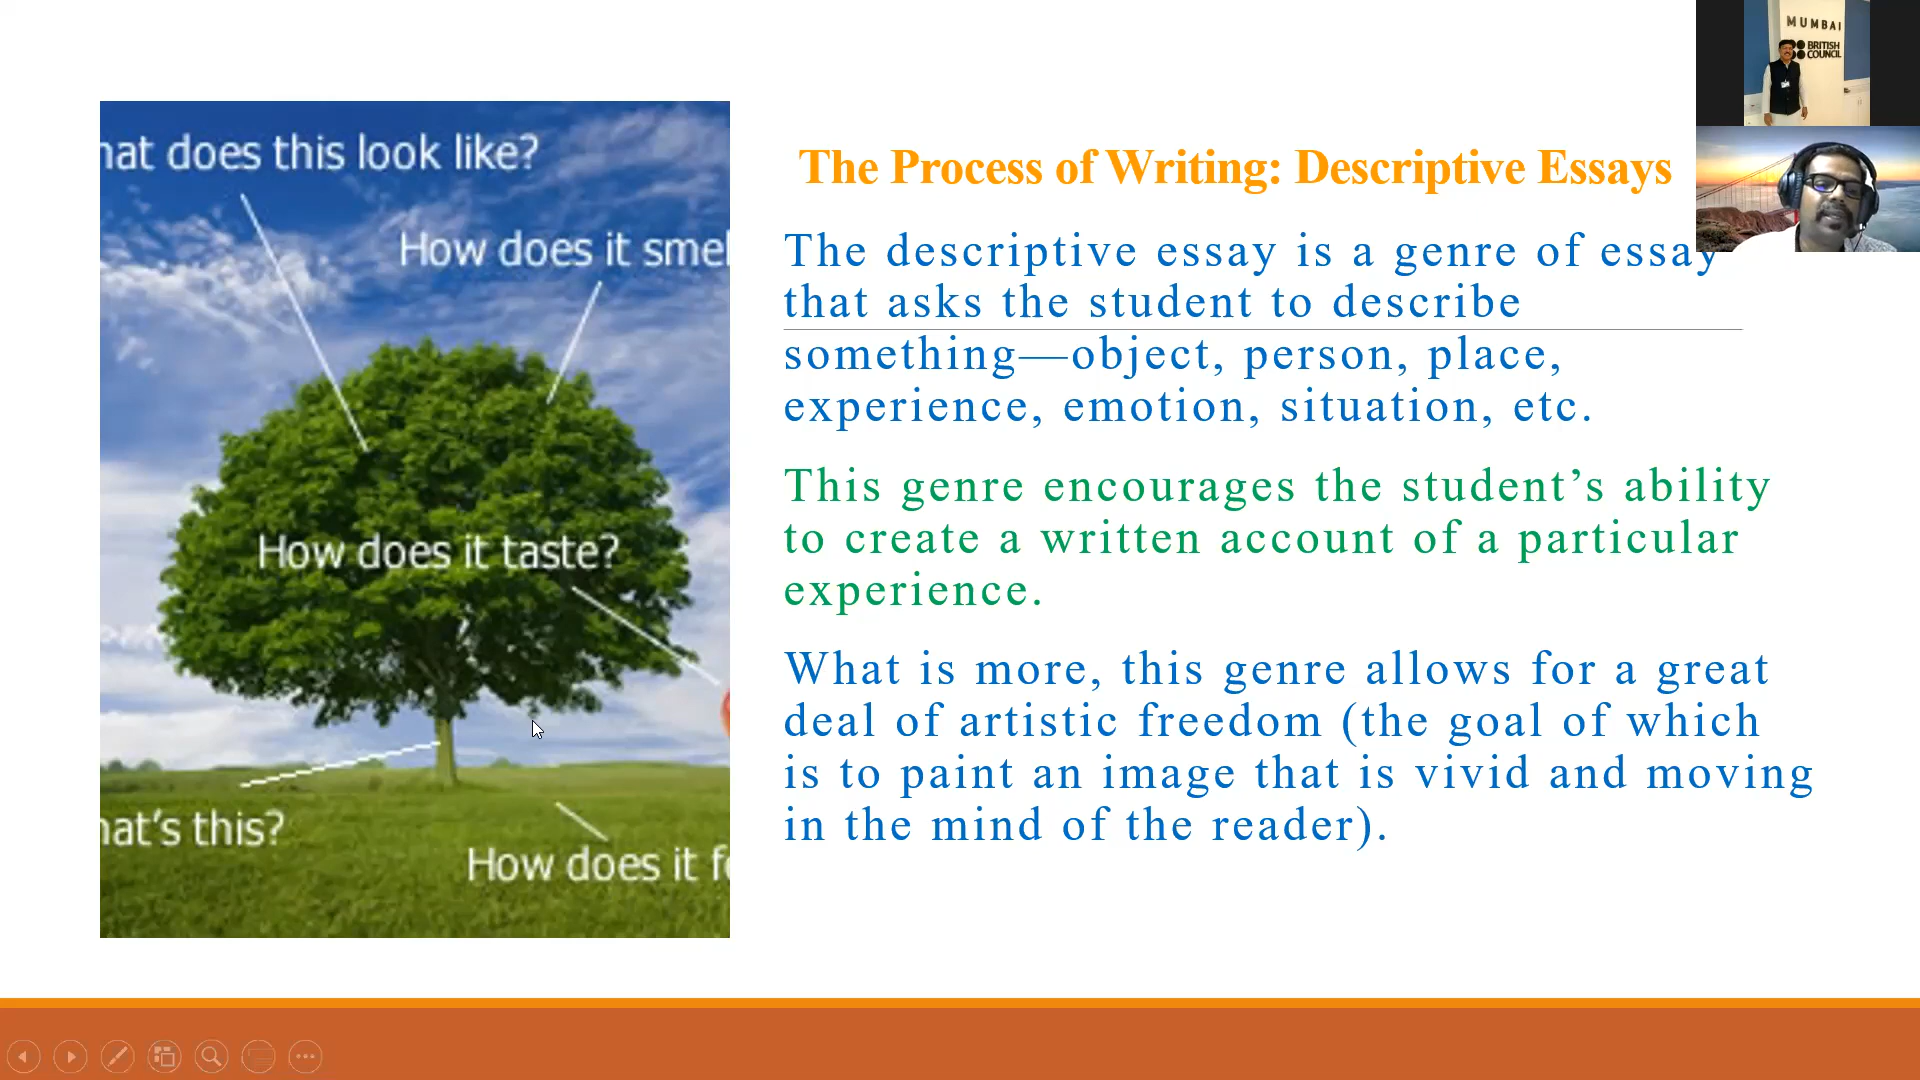 MUMBAI
BRITISH
COUNCIL
hat does this look like?
How does it smel
How does it taste?
hat's this?
How does it f
The Process of Writing: Descriptive Essays
The descriptive essay is a genre of essay
that asks the student to describe
something—object, person, place,
experience, emotion, situation, etc.
This genre encourages the student’s ability
to create a written account of a particular
experience.
What is more, this genre allows for a great
deal of artistic freedom (the goal of which
is to paint an image that is vivid and moving
in the mind of the reader).